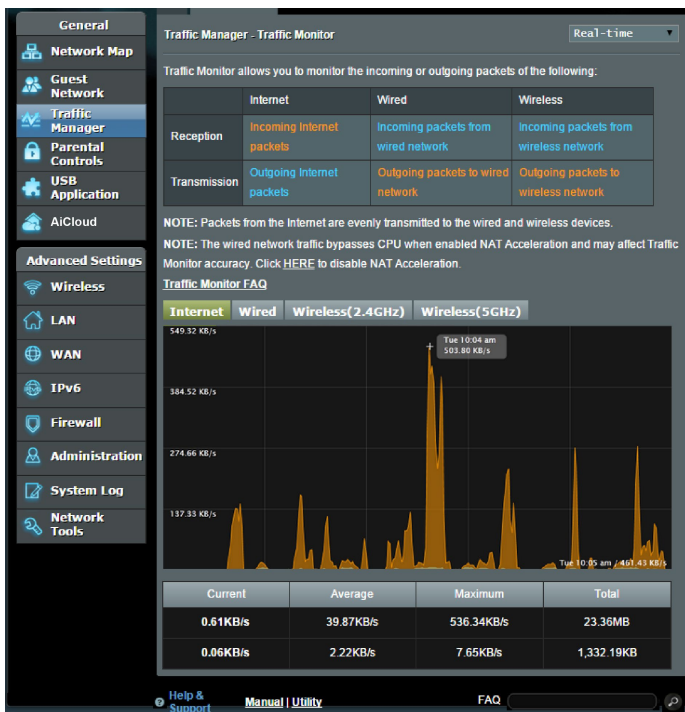 General
Network Map
Guest
Network
Traffic
Manager
Parental
Controls
USB
Application
AiCloud
Advanced Settings
Wireless
LAN
WAN
IPv6
Firewall
Administration
System Log
Network
Tools
Traffic Manager - Traffic Monitor
Real-time
Traffic Monitor allows you to monitor the incoming or outgoing packets of the following:
Internet Wired Wireless
Reception
Incoming Internet
packets
Incoming packets from
wired network
Incoming packets from
wireless network
Transmission
Outgoing Internet
packets
Outgoing packets to wired
network
Outgoing packets to
wireless network
NOTE: Packets from the Internet are evenly transmitted to the wired and wireless devices.
NOTE: The wired network traffic bypasses CPU when enabled NAT Acceleration and may affect Traffic
Monitor accuracy. Click HERE to disable NAT Acceleration.
Traffic Monitor FAQ
Internet Wired Wireless(2.4GHz) Wireless(5GHz)
549.32 KB/s
Tue 10:04 am
503.80 KB/s
384.52 KB/s
274.66 KB/s
137.33 KB/s
Tue 10:05 am / 461.43 KB/s
Current Average Maximum Total
0.61KB/s 39.87KB/s 536.34KB/s 23.36MB
0.06KB/s 2.22KB/s 7.65KB/s 1,332.19KB
Help &
Support
Manual | Utility
FAQ